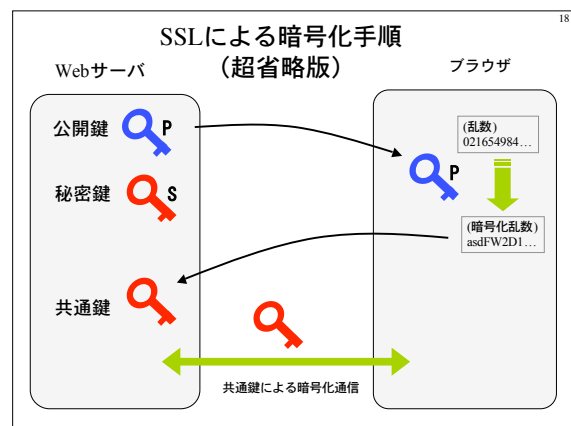 18
SSLによる暗号化手順
（超省略版）
Webサーバ
ブラウザ
公開鍵
P
(乱数)
021654984…
P
秘密鍵
S
(暗号化乱数)
asdFW2D1…
共通鍵
共通鍵による暗号化通信